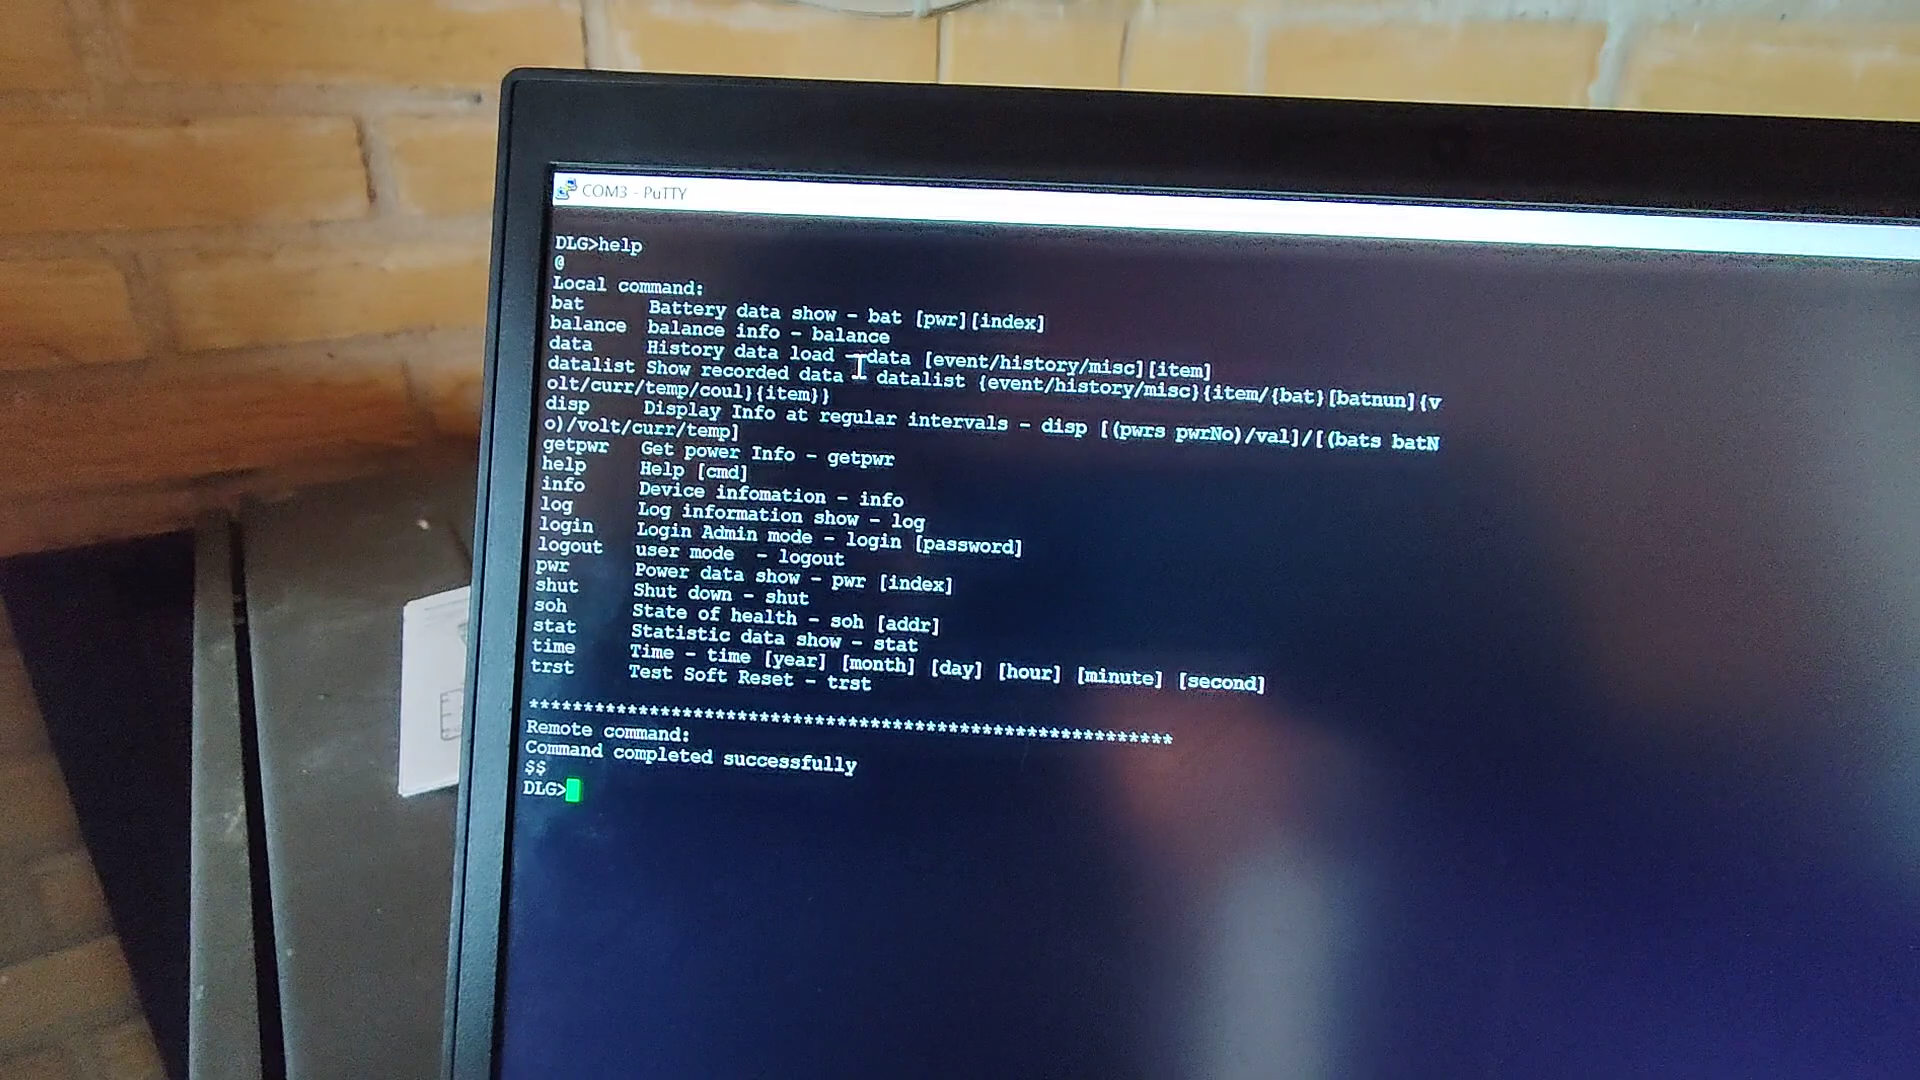 COM3 - PuTTY
DLG>help
@
Local command:
bat Battery data show - bat [pwr][index]
balance balance info - balance
data History data load - data [event/history/misc][item]
datalist Show recorded data - datalist {event/history/misc}{item/{bat}[batnun]{v
olt/curr/temp/coul}{item}}
disp Display Info at regular intervals - disp [(pwrs pwrNo)/val]/[(bats batN
o)/volt/curr/temp]
getpwr Get power Info - getpwr
help Help [cmd]
info Device infomation - info
log Log information show - log
login Login Admin mode - login [password]
logout user mode - logout
pwr Power data show - pwr [index]
shut Shut down - shut
soh State of health - soh [addr]
stat Statistic data show - stat
time Time - time [year] [month] [day] [hour] [minute] [second]
trst Test Soft Reset - trst
***********************************************************************
Remote command:
Command completed successfully
$$
DLG>